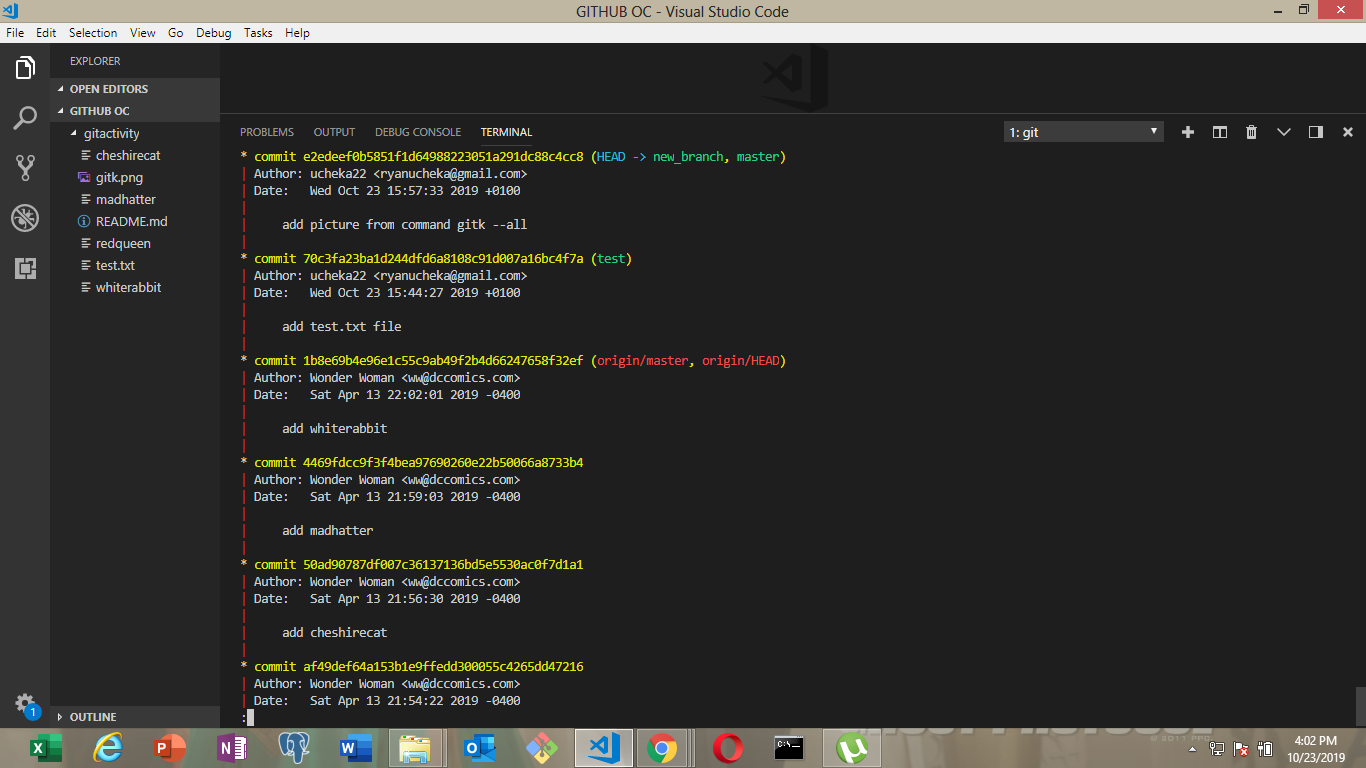 GITHUB OC - Visual Studio Code
File Edit Selection View Go Debug Tasks Help
EXPLORER
OPEN EDITORS
GITHUB OC
gitactivity
cheshirecat
gitk.png
madhatter
README.md
redqueen
test.txt
whiterabbit
OUTLINE
1
PROBLEMS OUTPUT DEBUG CONSOLE TERMINAL
1: git
* commit e2edeef0b5851f1d64988223051a291dc88c4cc8 (HEAD -> new_branch, master)
| Author: ucheka22 <ryanucheka@gmail.com>
| Date:   Wed Oct 23 15:57:33 2019 +0100
|
|     add picture from command gitk --all
|
* commit 70c3fa23ba1d244dfd6a8108c91d007a16bc4f7a (test)
| Author: ucheka22 <ryanucheka@gmail.com>
| Date:   Wed Oct 23 15:44:27 2019 +0100
|
|     add test.txt file
|
* commit 1b8e69b4e96e1c55c9ab49f2b4d66247658f32ef (origin/master, origin/HEAD)
| Author: Wonder Woman <ww@dccomics.com>
| Date:   Sat Apr 13 22:02:01 2019 -0400
|
|     add whiterabbit
|
* commit 4469fdcc9f3f4bea97690260e22b50066a8733b4
| Author: Wonder Woman <ww@dccomics.com>
| Date:   Sat Apr 13 21:59:03 2019 -0400
|
|     add madhatter
|
* commit 50ad90787df007c36137136bd5e5530ac0f7d1a1
| Author: Wonder Woman <ww@dccomics.com>
| Date:   Sat Apr 13 21:56:30 2019 -0400
|
|     add cheshirecat
|
* commit af49def64a153b1e9ffedd300055c4265dd47216
| Author: Wonder Woman <ww@dccomics.com>
| Date:   Sat Apr 13 21:54:22 2019 -0400
:
4:02 PM
10/23/2019